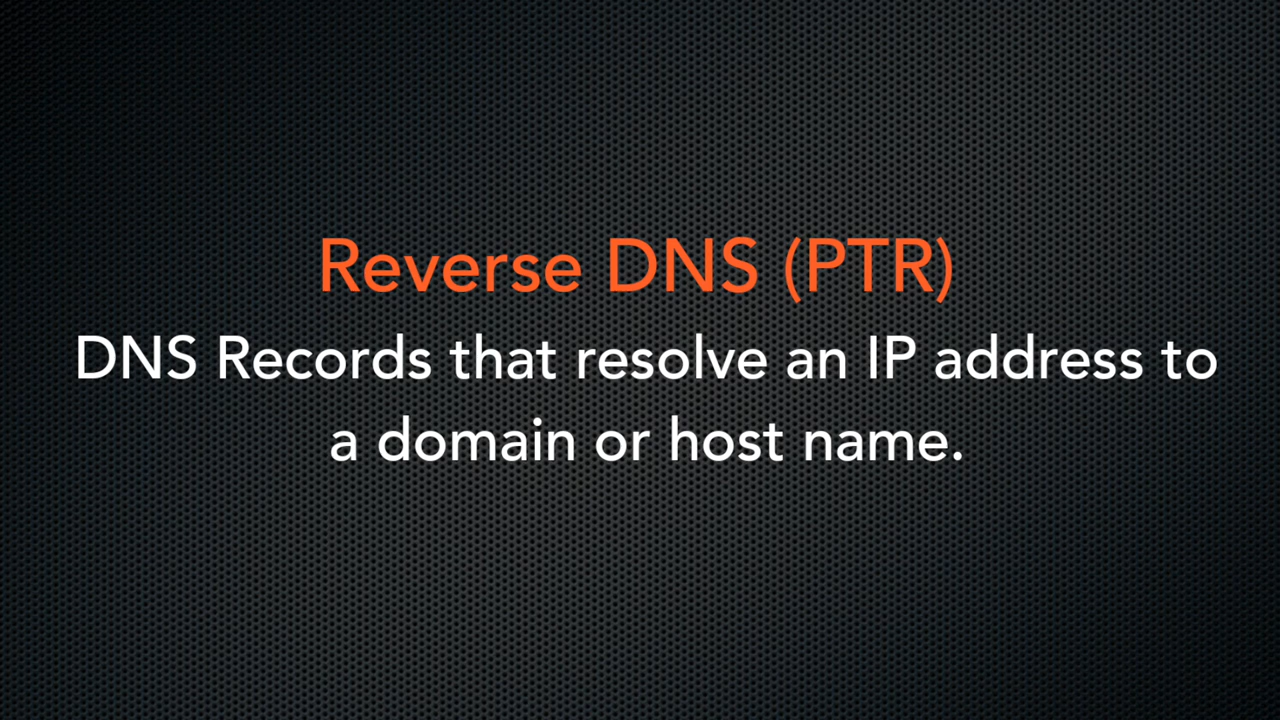 Reverse DNS (PTR)
DNS Records that resolve an IP address to
a domain or host name.